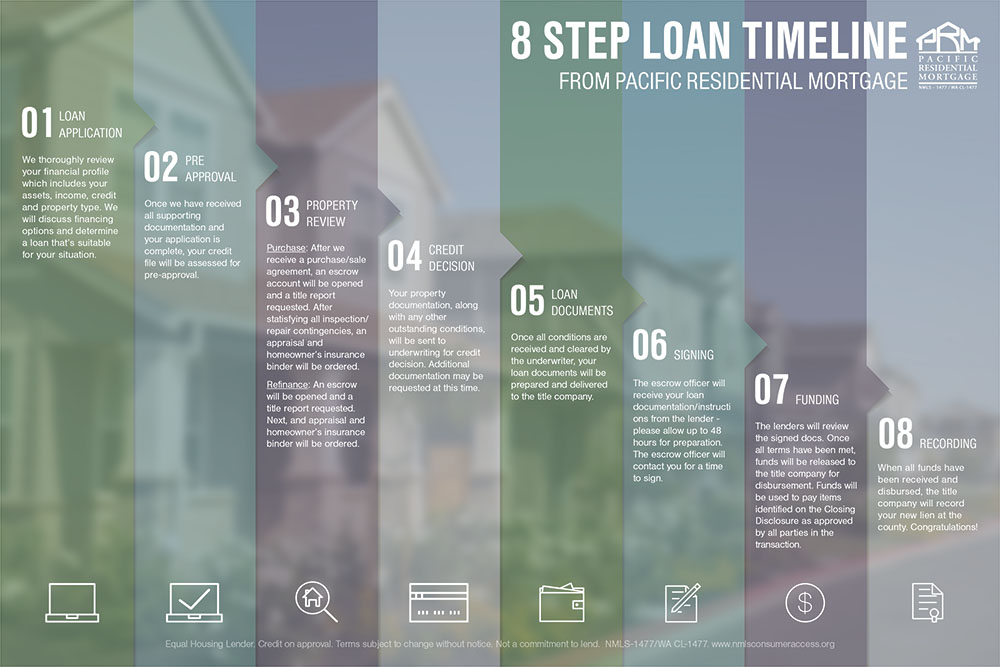 8 STEP LOAN TIMELINE
FROM PACIFIC RESIDENTIAL MORTGAGE
PRM
PACIFIC
RESIDENTIAL
MORTGAGE
NMLS - 1477 / WA CL-1477
01 LOAN
APPLICATION
We thoroughly review
your financial profile
which includes your
assets, income, credit
and property type. We
will discuss financing
options and determine
a loan that's suitable
for your situation.
02 PRE
APPROVAL
Once we have received
all supporting
documentation and
your application is
complete, your credit
file will be assessed for
pre-approval.
03 PROPERTY
REVIEW
Purchase: After we
receive a purchase/sale
agreement, an escrow
account will be opened
and a title report
requested. After
statisfying all inspection/
repair contingencies, an
appraisal and
homeowner's insurance
binder will be ordered.
Refinance: An escrow
will be opened and a
title report requested.
Next, and appraisal and
homeowner's insurance
binder will be ordered.
04 CREDIT
DECISION
Your property
documentation, along
with any other
outstanding conditions,
will be sent to
underwriting for credit
decision. Additional
documentation may be
requested at this time.
05 LOAN
DOCUMENTS
Once all conditions are
received and cleared by
the underwriter, your
loan documents will be
prepared and delivered
to the title company.
06 SIGNING
The escrow officer will
receive your loan
documentation/instructi
ons from the lender -
please allow up to 48
hours for preparation.
The escrow officer will
contact you for a time
to sign.
07 FUNDING
The lenders will review
the signed docs. Once
all terms have been met,
funds will be released to
the title company for
disbursement. Funds will
be used to pay items
identified on the Closing
Disclosure as approved
by all parties in the
transaction.
08 RECORDING
When all funds have
been received and
disbursed, the title
company will record
your new lien at the
county. Congratulations!
$
Equal Housing Lender. Credit on approval. Terms subject to change without notice. Not a commitment to lend. NMLS-1477/WA CL-1477. www.nmlsconsumeraccess.org